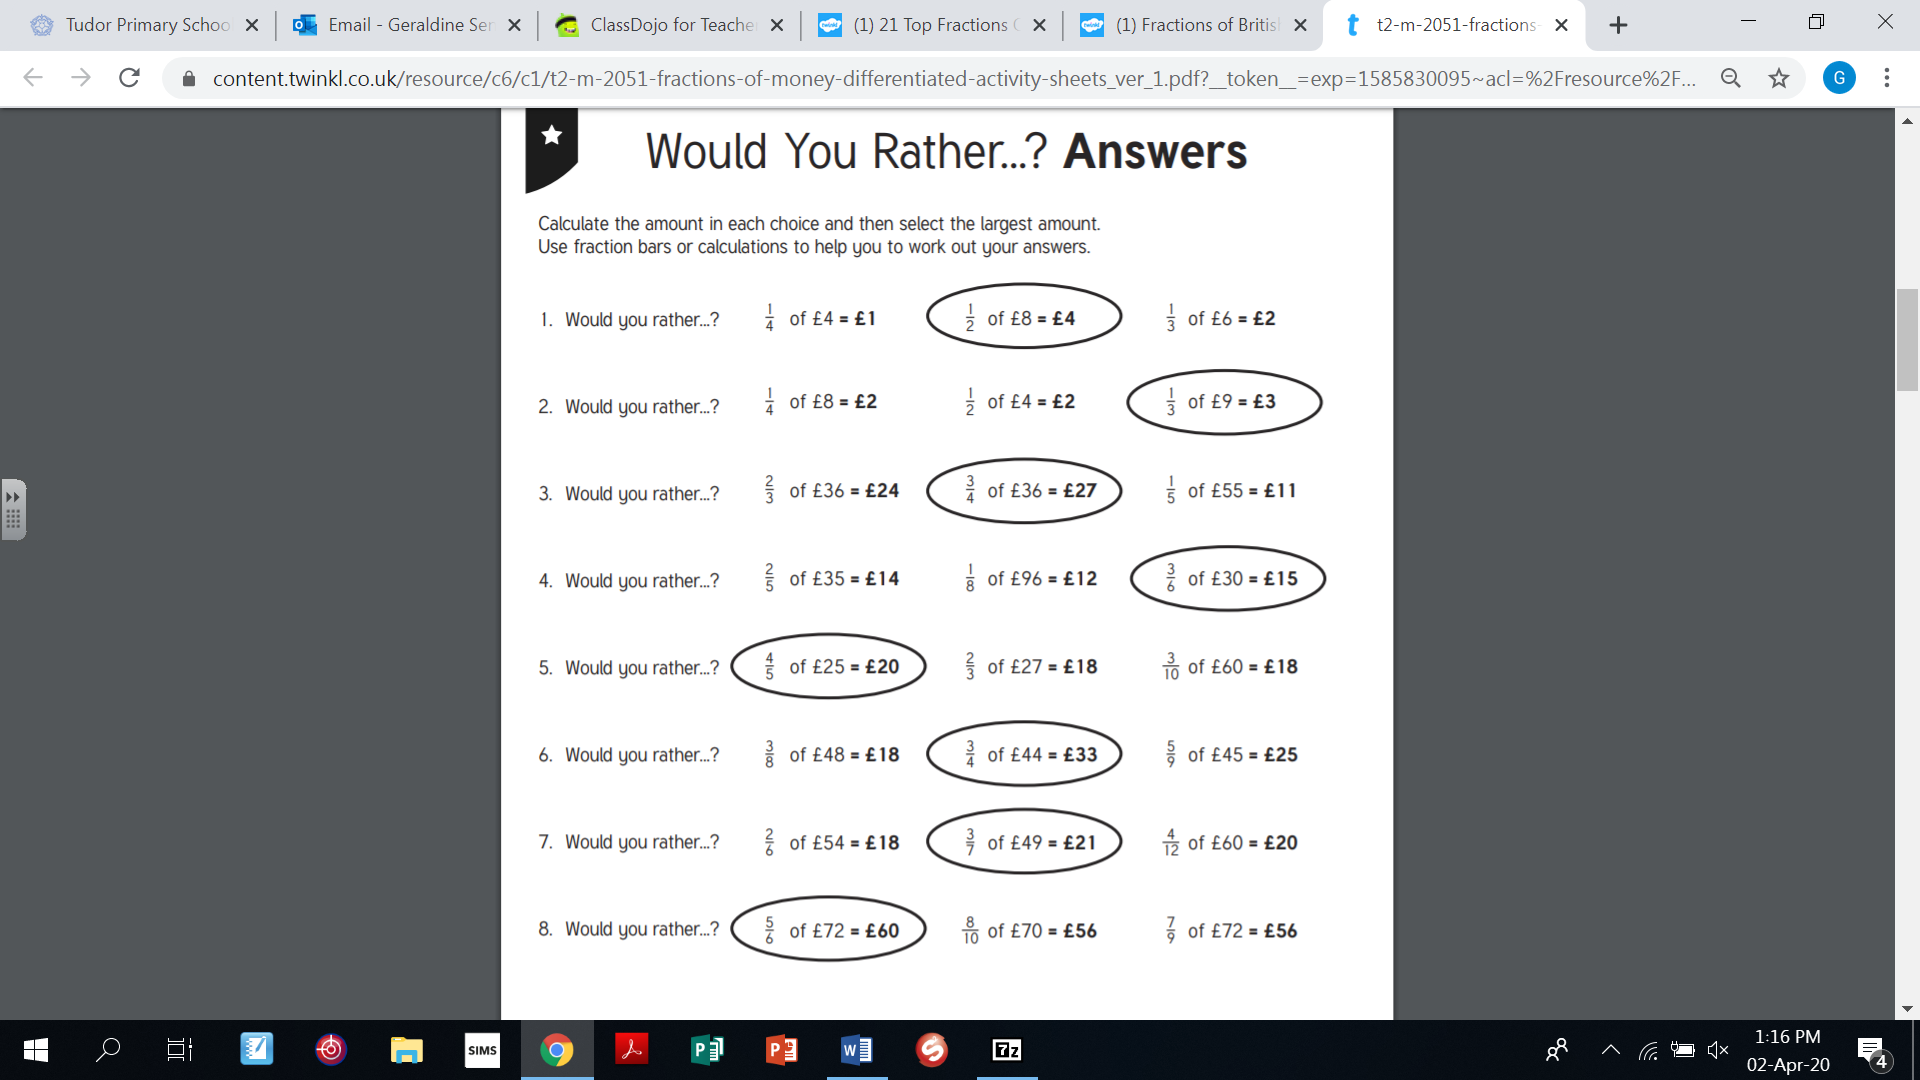 Tudor Primary Schoo
Email - Geraldine Ser
ClassDojo for Teache
(1) 21 Top Fractions
(1) Fractions of Britis
t2-m-2051-fractions-
content.twinkl.co.uk/resource/c6/c1/t2-m-2051-fractions-of-money-differentiated-activity-sheets_ver_1.pdf?__token__=exp=1585830095~acl=%2Fresource%2F...
G
Would You Rather...? Answers
Calculate the amount in each choice and then select the largest amount.
Use fraction bars or calculations to help you to work out your answers.
1. Would you rather...? 1/4 of £4 = £1 1/2 of £8 = £4 1/3 of £6 = £2
2. Would you rather...? 1/4 of £8 = £2 1/2 of £4 = £2 1/3 of £9 = £3
3. Would you rather...? 2/3 of £36 = £24 3/4 of £36 = £27 1/5 of £55 = £11
4. Would you rather...? 2/5 of £35 = £14 1/8 of £96 = £12 3/6 of £30 = £15
5. Would you rather...? 4/5 of £25 = £20 2/3 of £27 = £18 3/10 of £60 = £18
6. Would you rather...? 3/8 of £48 = £18 3/4 of £44 = £33 5/9 of £45 = £25
7. Would you rather...? 2/6 of £54 = £18 3/7 of £49 = £21 4/12 of £60 = £20
8. Would you rather...? 5/6 of £72 = £60 8/10 of £70 = £56 7/9 of £72 = £56
SIMS
7z
1:16 PM
02-Apr-20
4